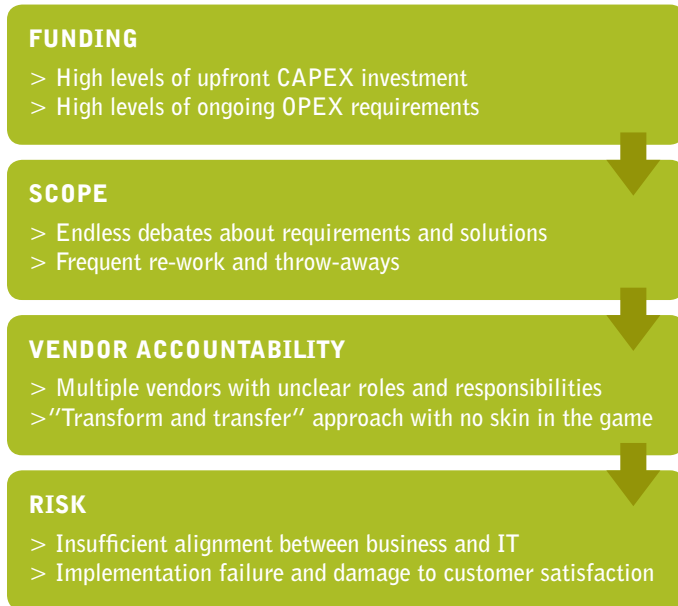 FUNDING
> High levels of upfront CAPEX investment
> High levels of ongoing OPEX requirements
SCOPE
> Endless debates about requirements and solutions
> Frequent re-work and throw-aways
VENDOR ACCOUNTABILITY
> Multiple vendors with unclear roles and responsibilities
>"Transform and transfer" approach with no skin in the game
RISK
> Insufficient alignment between business and IT
> Implementation failure and damage to customer satisfaction